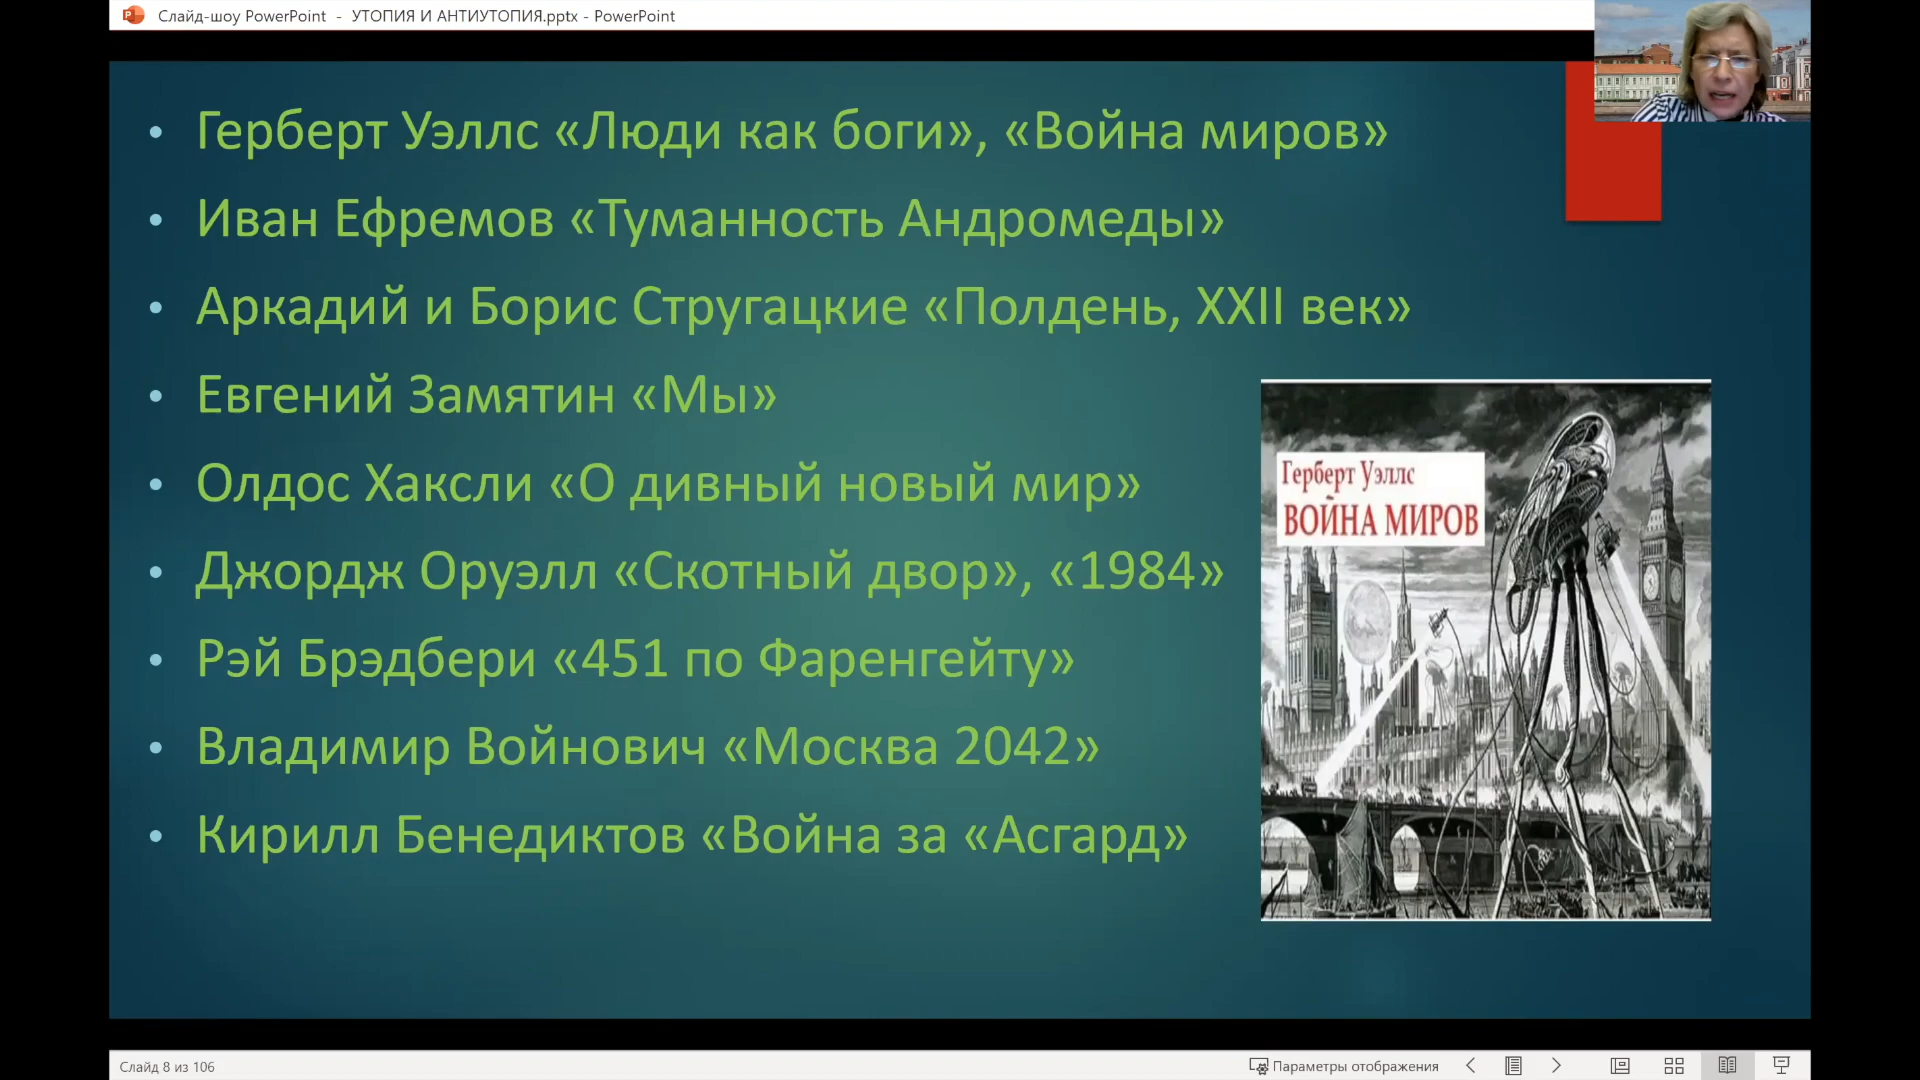 Слайд-шоу PowerPoint - УТОПИЯ И АНТИУТОПИЯ.pptx - PowerPoint
• Герберт Уэллс «Люди как боги», «Война миров»
• Иван Ефремов «Туманность Андромеды»
• Аркадий и Борис Стругацкие «Полдень, XXII век»
• Евгений Замятин «Мы»
• Олдос Хаксли «О дивный новый мир»
• Джордж Оруэлл «Скотный двор», «1984»
• Рэй Брэдбери «451 по Фаренгейту»
• Владимир Войнович «Москва 2042»
• Кирилл Бенедиктов «Война за «Асгард»
Герберт Уэллс
ВОЙНА МИРОВ
Слайд 8 из 106
Параметры отображения